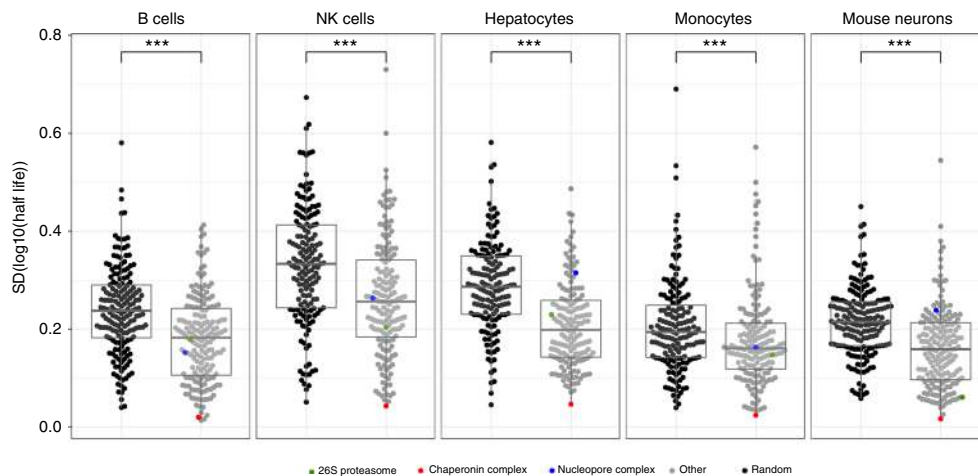 B cells NK cells Hepatocytes Monocytes Mouse neurons
*** *** *** *** ***
SD(log10(half life))
0.8
0.6
0.4
0.2
0.0
26S proteasome Chaperonin complex Nucleopore complex Other Random